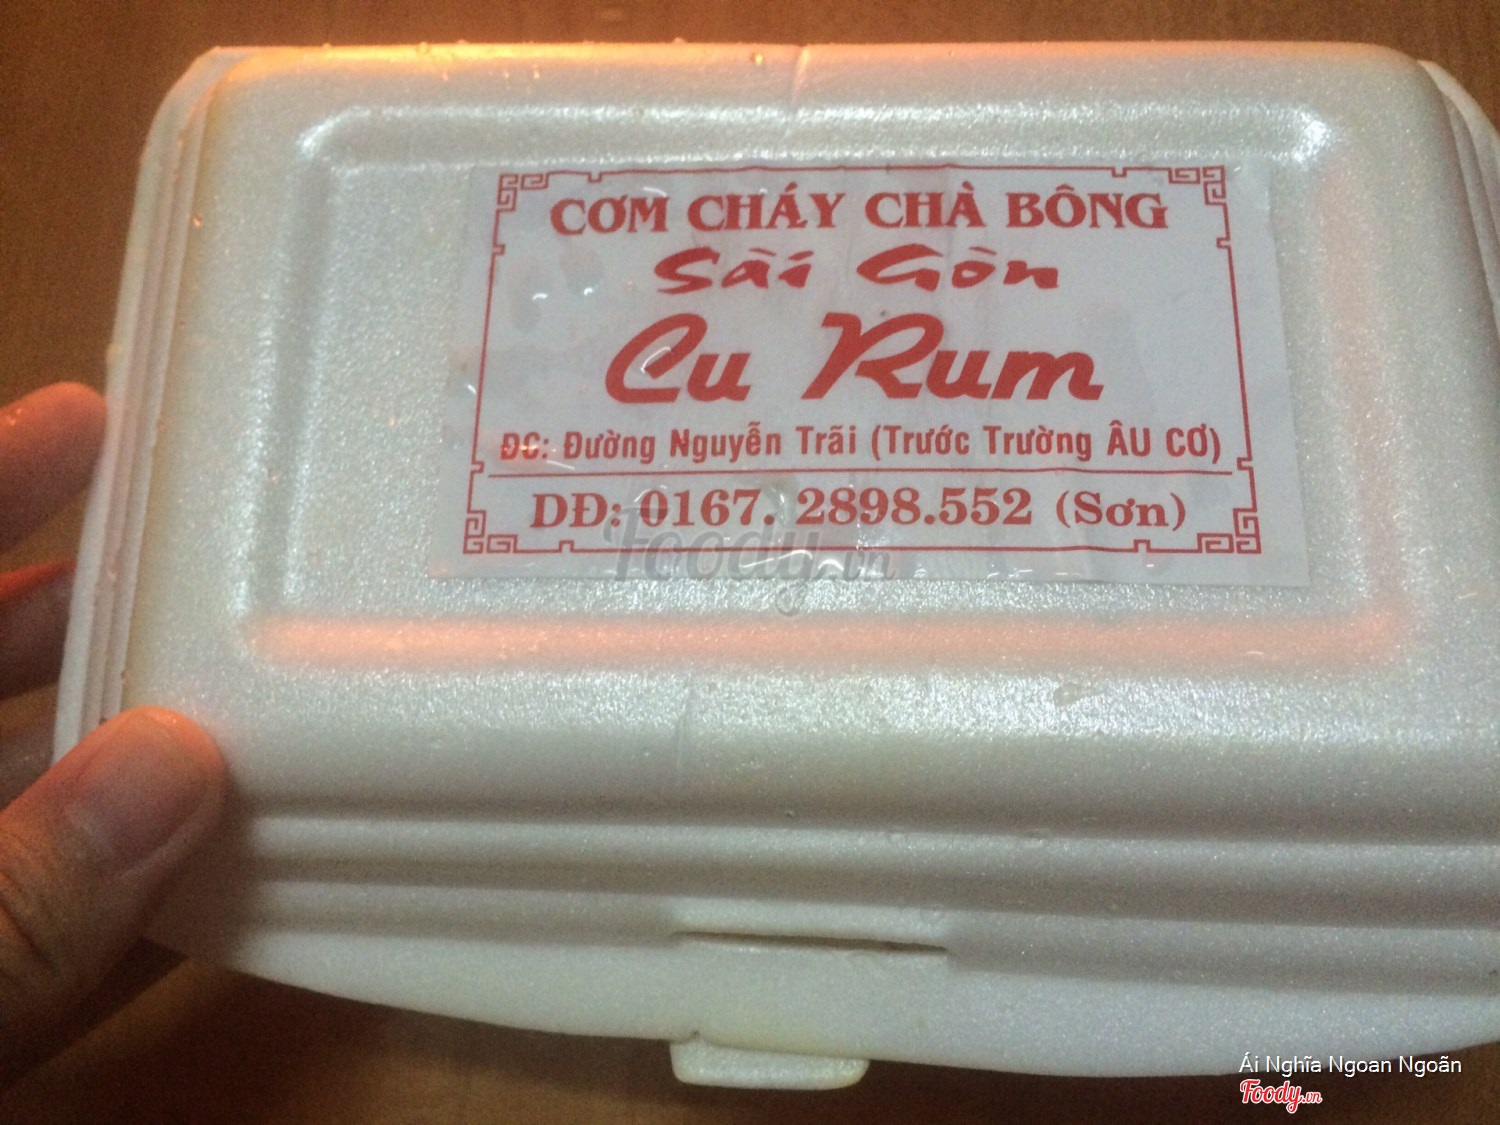 CƠM CHÁY CHÀ BÔNG
Sài Gòn
Cu Rum
ĐC: Đường Nguyễn Trãi (Trước Trường ÂU CƠ)
DĐ: 0167. 2898.552 (Sơn)
Foody.vn
Ái Nghĩa Ngoan Ngoãn
Foody.vn